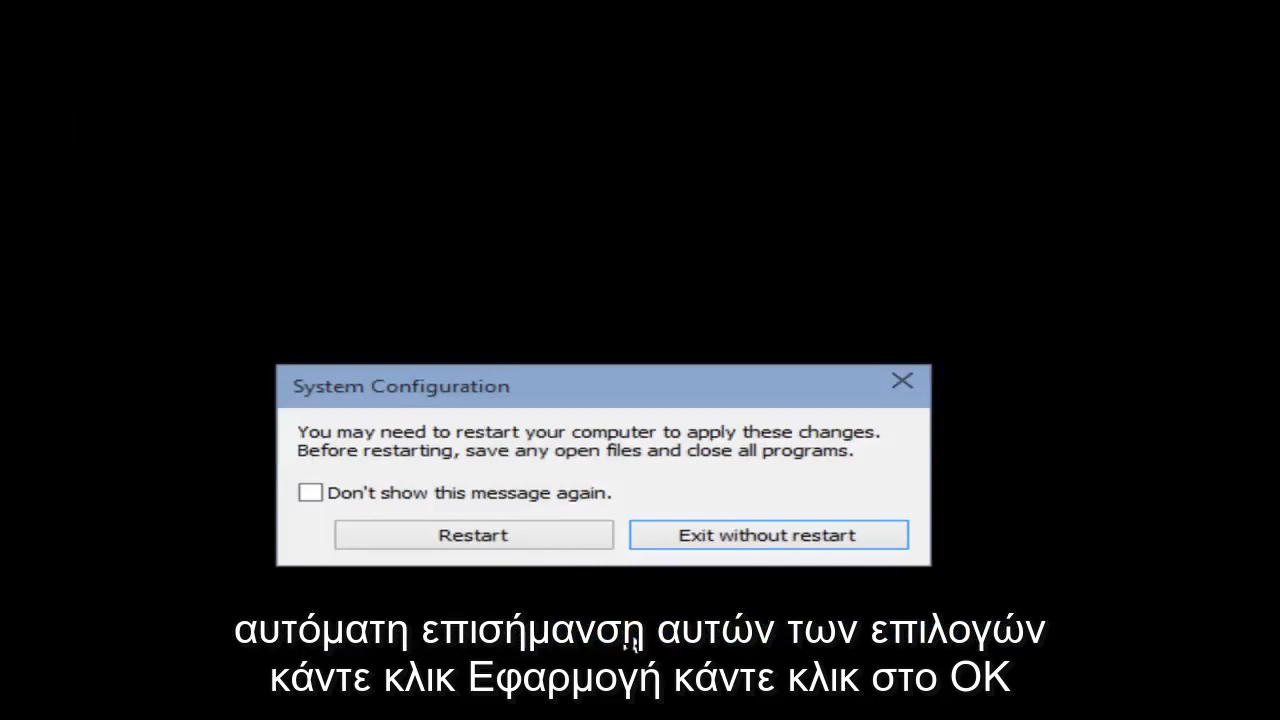 System Configuration
You may need to restart your computer to apply these changes.
Before restarting, save any open files and close all programs.
Don't show this message again.
Restart
Exit without restart
αυτόματη επισήμανση αυτών των επιλογών
κάντε κλικ Εφαρμογή κάντε κλικ στο OK